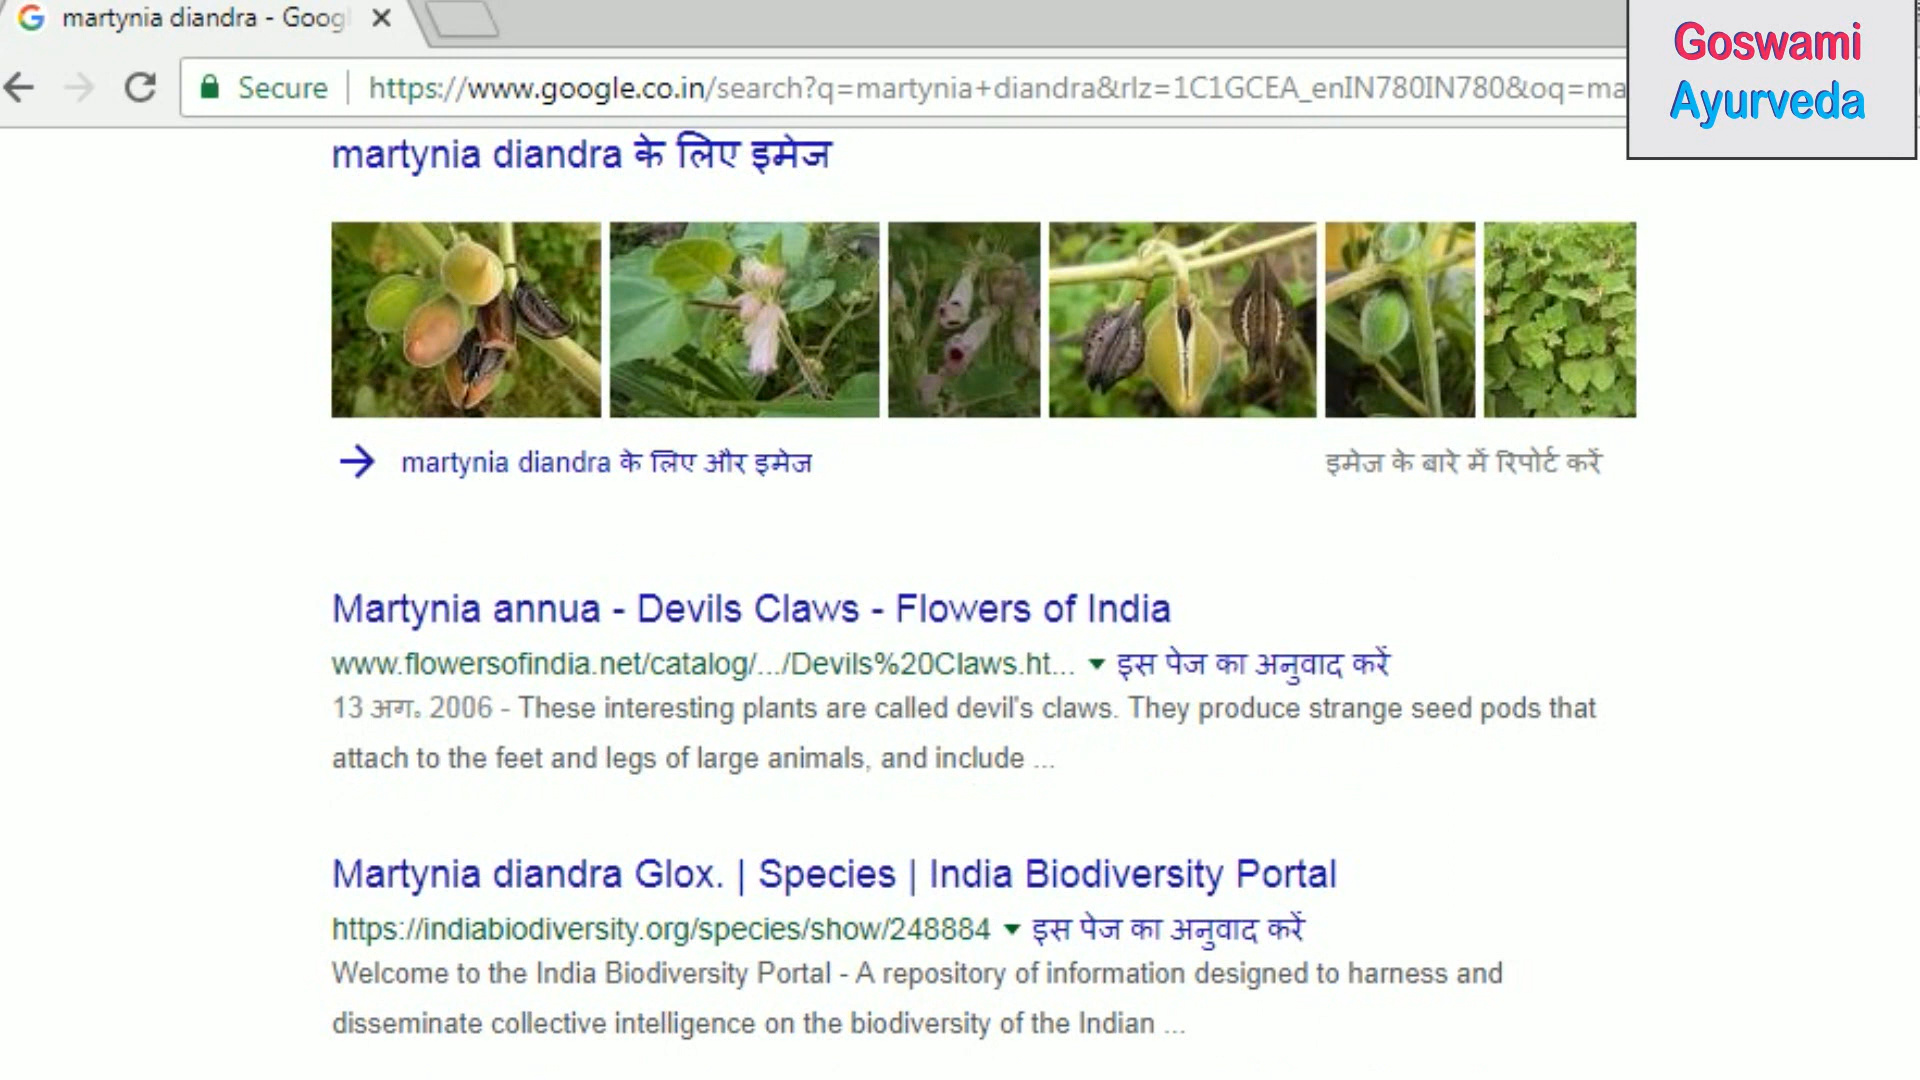 martynia diandra - Goog
Goswami
Ayurveda
Secure | https://www.google.co.in/search?q=martynia+diandra&rlz=1C1GCEA_enIN780IN780&oq=ma
martynia diandra के लिए इमेज
martynia diandra के लिए और इमेज
इमेज के बारे में रिपोर्ट करें
Martynia annua - Devils Claws - Flowers of India
www.flowersofindia.net/catalog/.../Devils%20Claws.ht... ▼ इस पेज का अनुवाद करें
13 अग॰ 2006 - These interesting plants are called devil's claws. They produce strange seed pods that
attach to the feet and legs of large animals, and include ...
Martynia diandra Glox. | Species | India Biodiversity Portal
https://indiabiodiversity.org/species/show/248884 ▼ इस पेज का अनुवाद करें
Welcome to the India Biodiversity Portal - A repository of information designed to harness and
disseminate collective intelligence on the biodiversity of the Indian ...